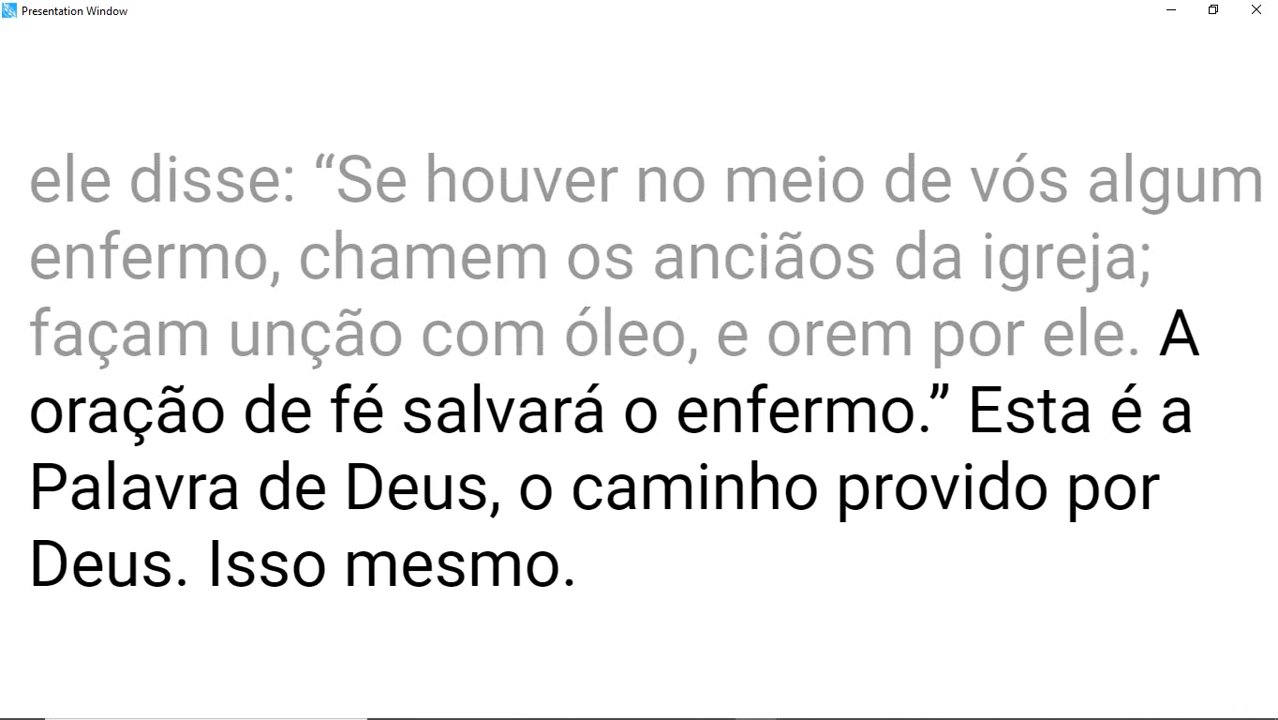 Presentation Window
ele disse: “Se houver no meio de vós algum
enfermo, chamem os anciãos da igreja;
façam unção com óleo, e orem por ele. A
oração de fé salvará o enfermo.” Esta é a
Palavra de Deus, o caminho provido por
Deus. Isso mesmo.